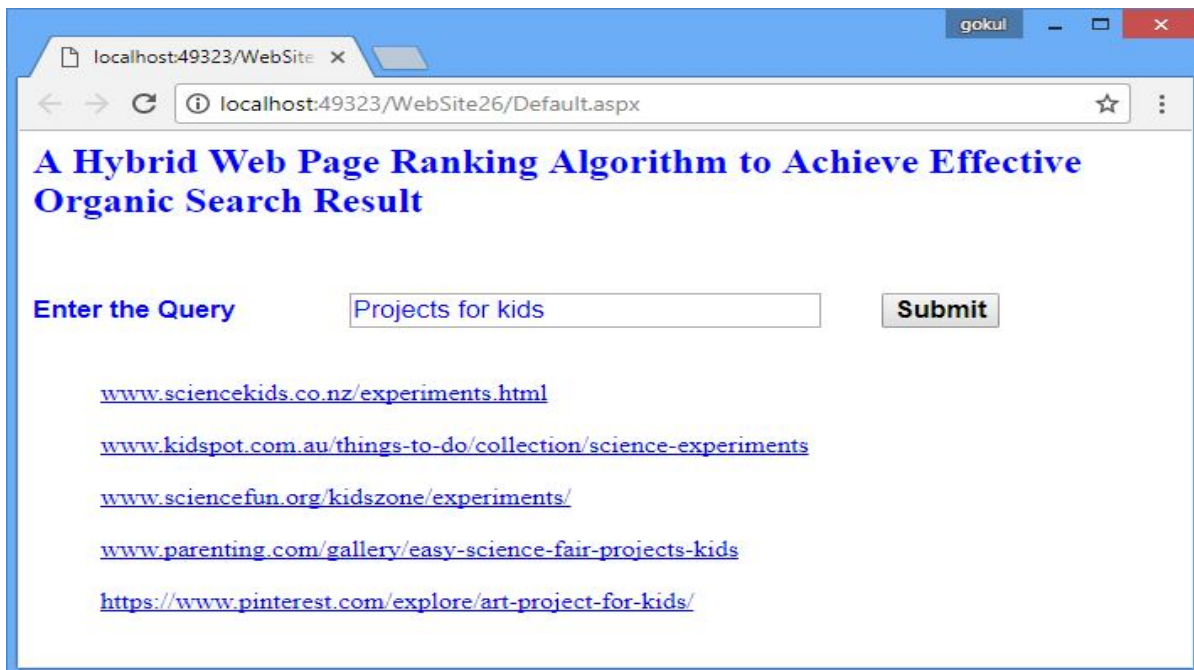 gokul
localhost:49323/WebSite
localhost:49323/WebSite26/Default.aspx
A Hybrid Web Page Ranking Algorithm to Achieve Effective
Organic Search Result
Enter the Query Projects for kids Submit
www.sciencekids.co.nz/experiments.html
www.kidspot.com.au/things-to-do/collection/science-experiments
www.sciencefun.org/kidszone/experiments/
www.parenting.com/gallery/easy-science-fair-projects-kids
https://www.pinterest.com/explore/art-project-for-kids/